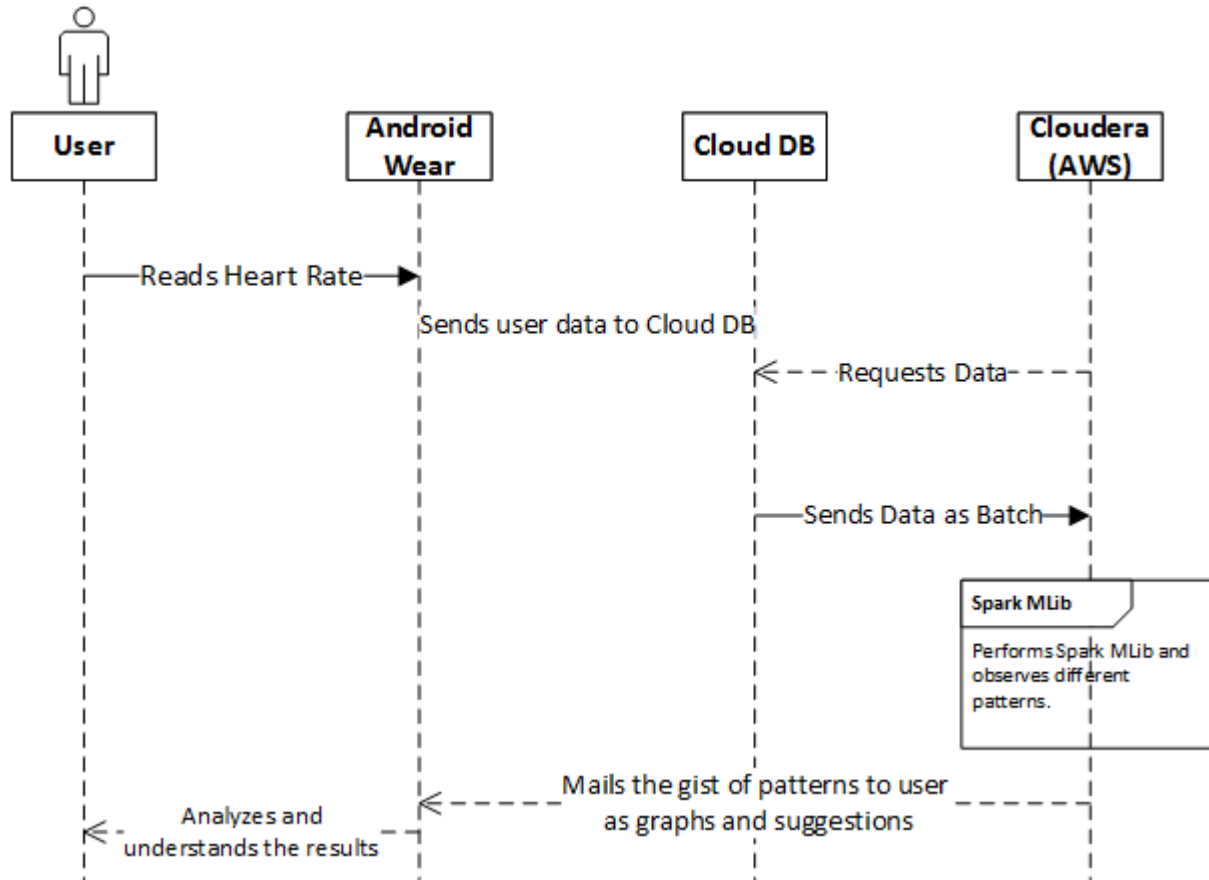 User
Android
Wear
Cloud DB
Cloudera
(AWS)
Reads Heart Rate
Sends user data to Cloud DB
Requests Data
Sends Data as Batch
Spark MLib
Performs Spark MLib and
observes different
patterns.
Mails the gist of patterns to user
as graphs and suggestions
Analyzes and
understands the results